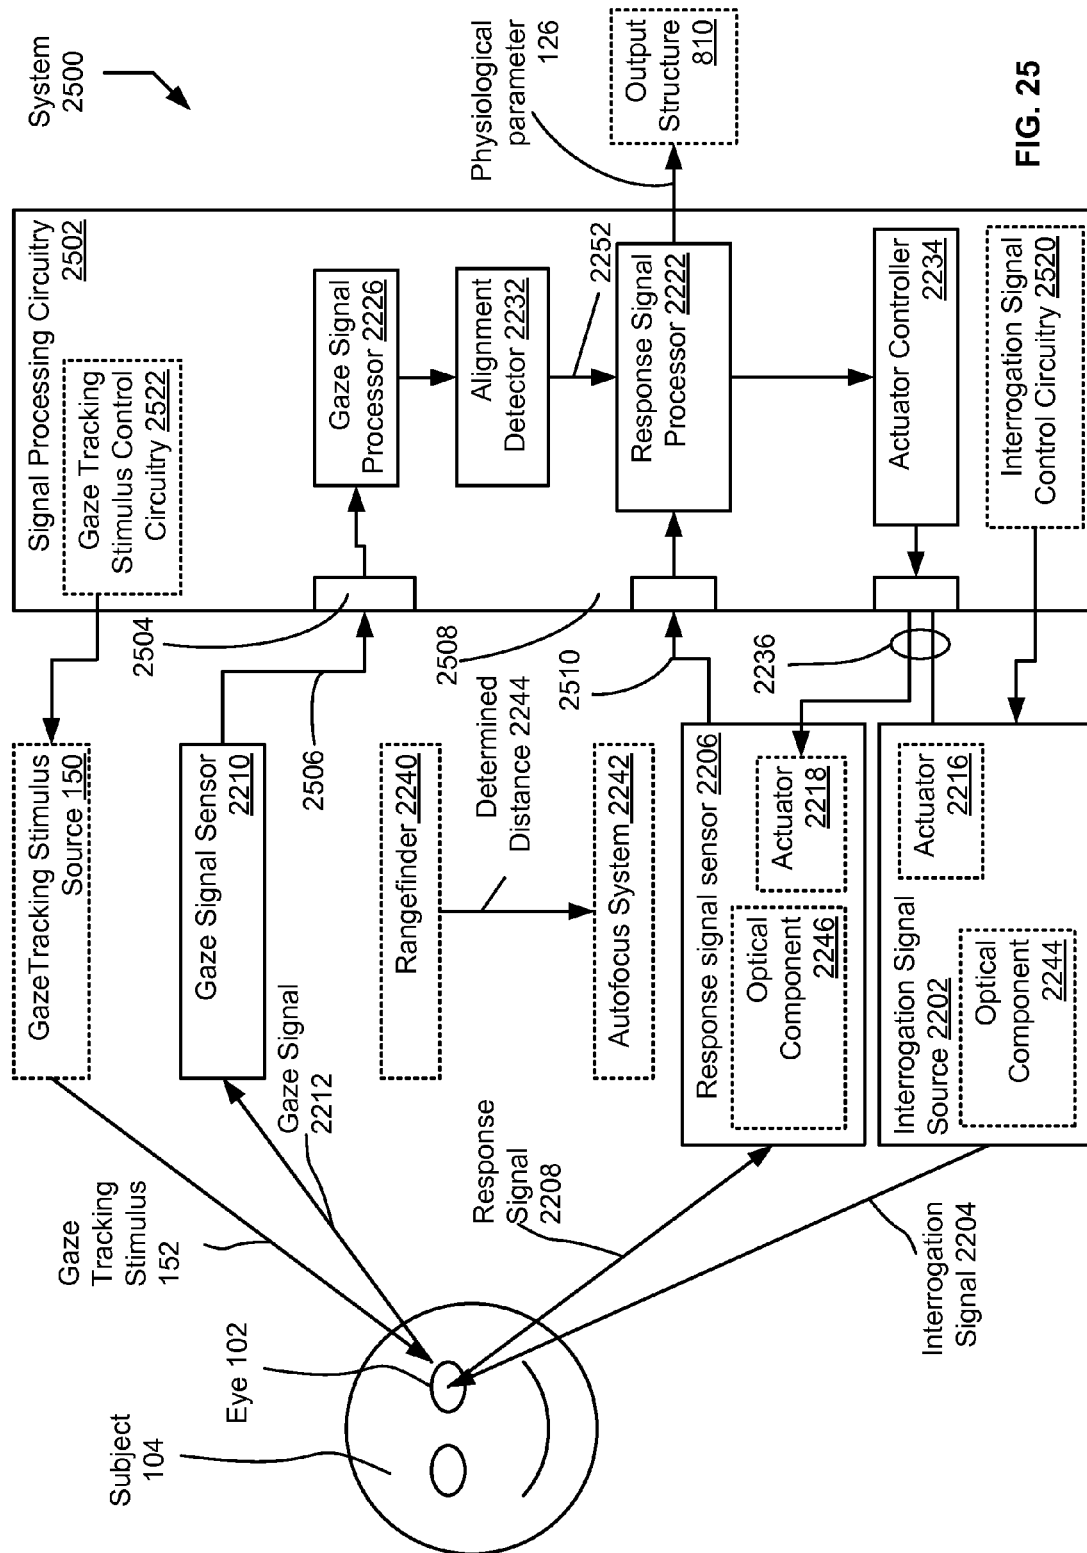 System
2500
Signal Processing Circuitry
2502
Gaze Tracking
Stimulus Control
Circuitry 2522
Gaze Signal
Processor 2226
Alignment
Detector 2232
2252
Response Signal
Processor 2222
Physiological
parameter
126
Output
Structure
810
Actuator Controller
2234
Interrogation Signal
Control Circuitry 2520
2504
2506
2508
2510
2236
GazeTracking Stimulus
Source 150
Gaze Signal Sensor
2210
Rangefinder 2240
Determined
Distance 2244
Autofocus System 2242
Response signal sensor 2206
Optical
Component
2246
Actuator
2218
Interrogation Signal
Source 2202
Optical
Component
2244
Actuator
2216
Gaze
Tracking
Stimulus
152
Gaze Signal
2212
Response
Signal
2208
Interrogation
Signal 2204
Subject
104
Eye 102
FIG. 25